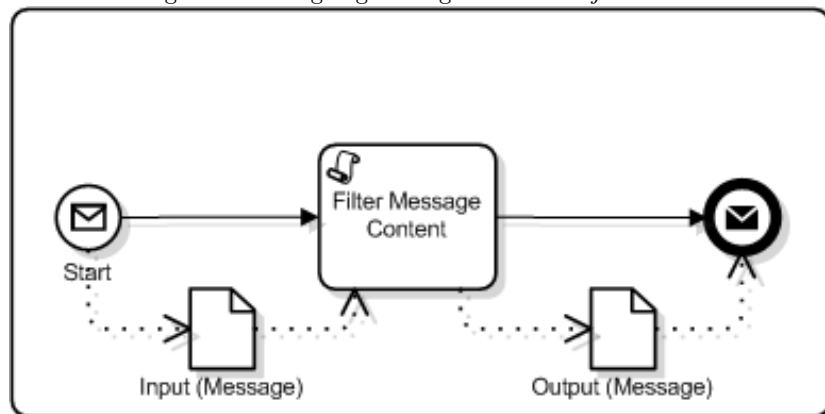 Filter Message
Content
Start
Input (Message)
Output (Message)